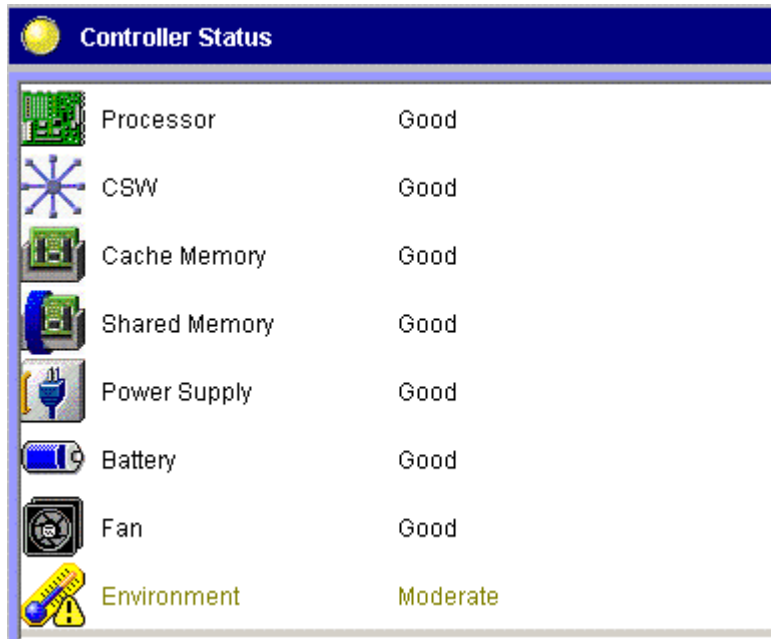 Controller Status
Processor Good
CSW Good
Cache Memory Good
Shared Memory Good
Power Supply Good
Battery Good
Fan Good
Environment Moderate